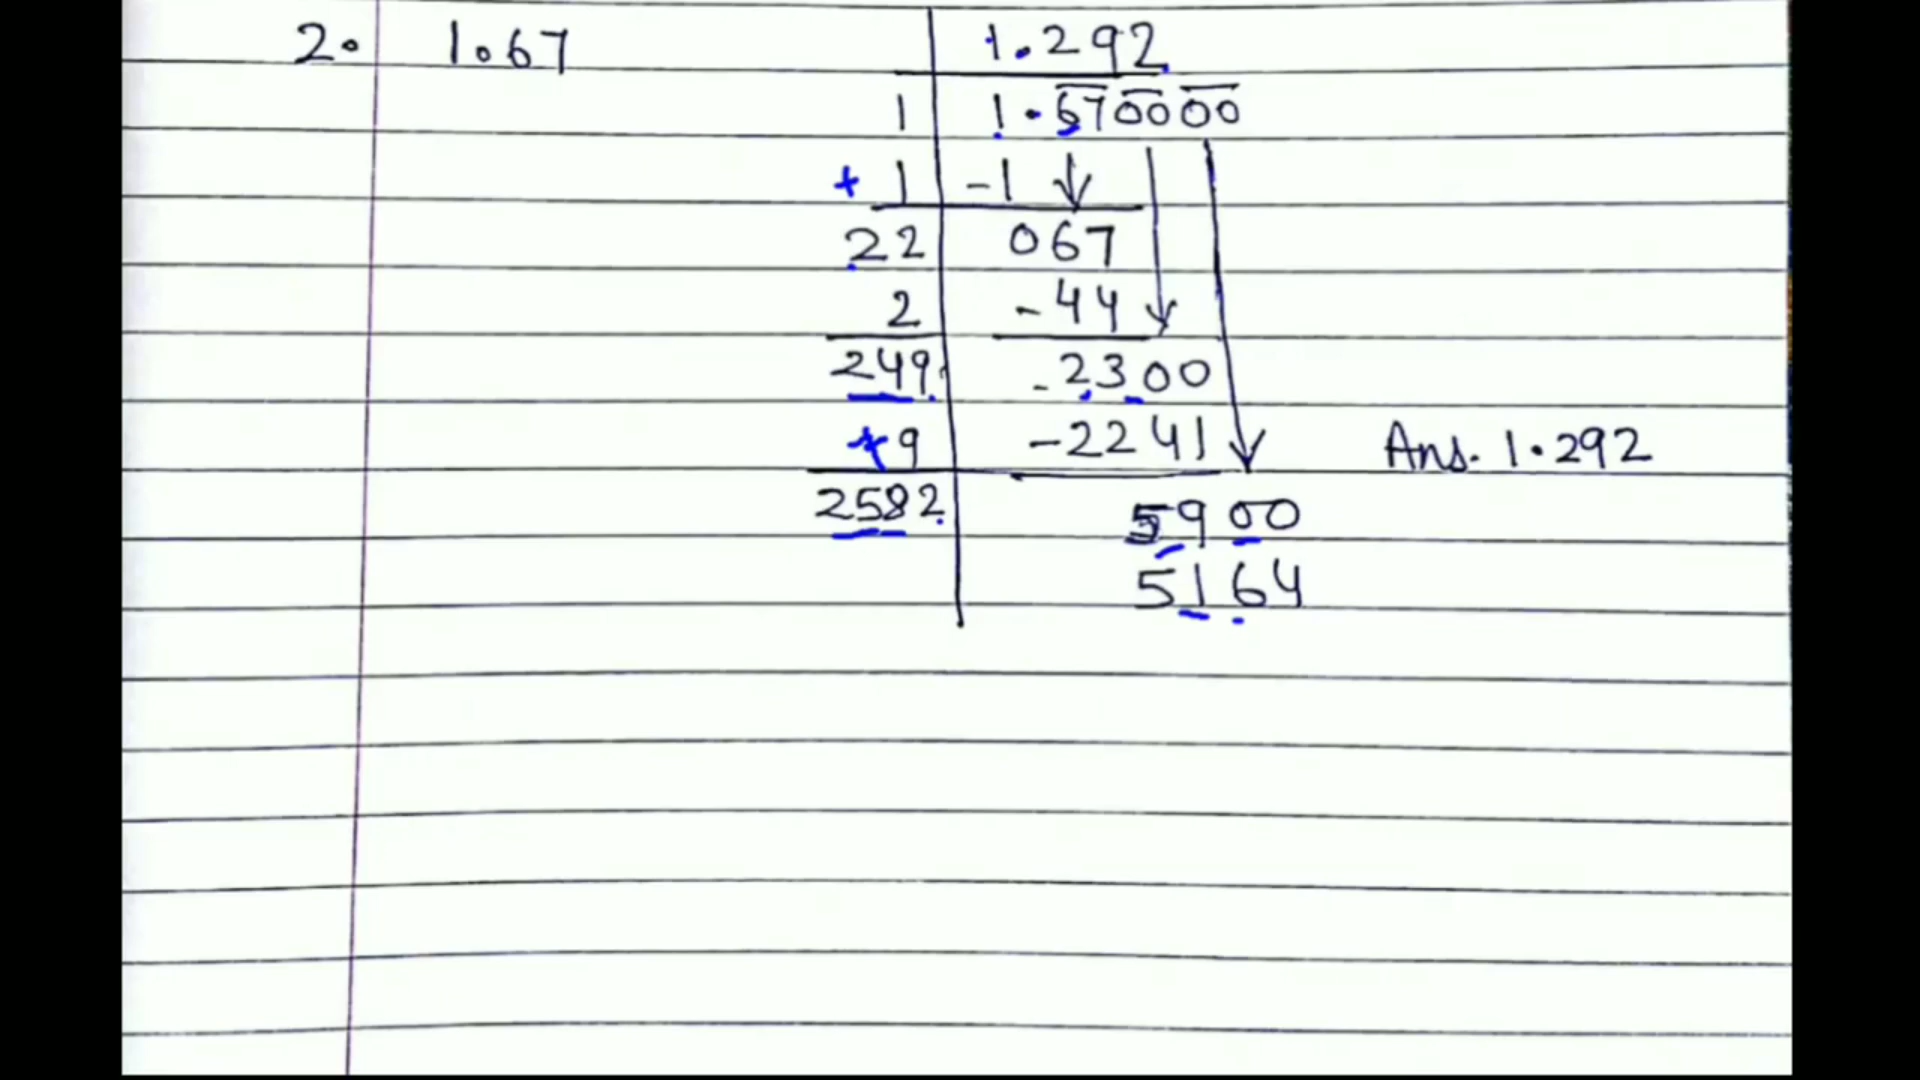 2. 1.67 1.292
1 1.670000
+ 1 -1
22 067
2 -44
249 -2300
+9 -2241 Ans. 1.292
2582 5900
5164